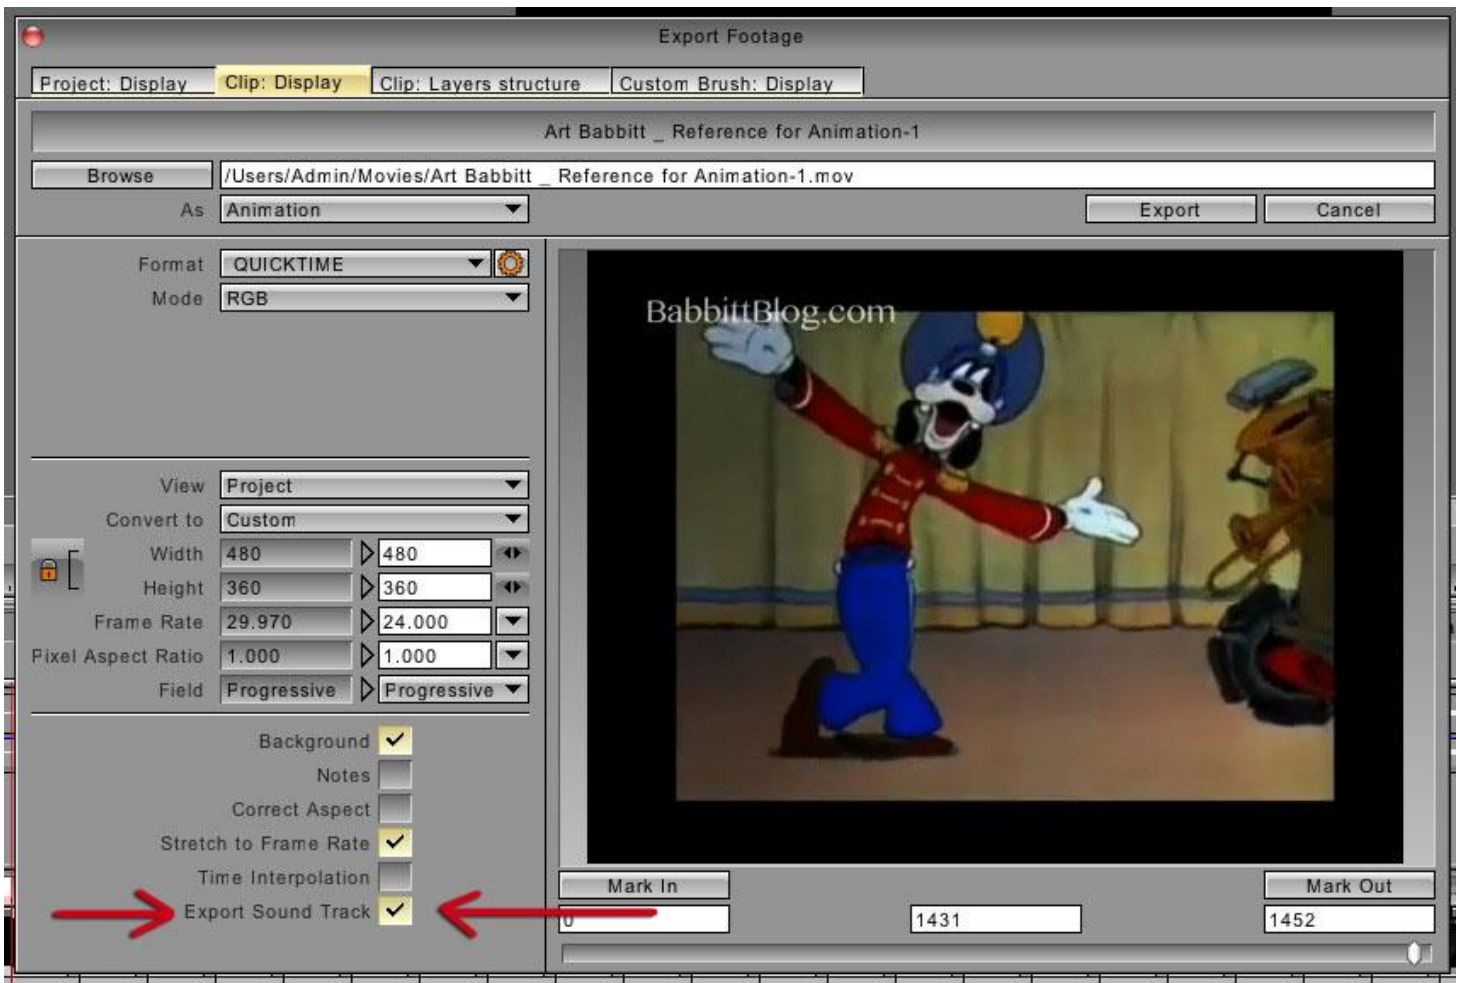 Export Footage
Project: Display Clip: Display Clip: Layers structure Custom Brush: Display
Art Babbitt _ Reference for Animation-1
Browse /Users/Admin/Movies/Art Babbitt _ Reference for Animation-1.mov
As Animation Export Cancel
Format QUICKTIME
Mode RGB
BabbittBlog.com
View Project
Convert to Custom
Width 480 480
Height 360 360
Frame Rate 29.970 24.000
Pixel Aspect Ratio 1.000 1.000
Field Progressive Progressive
Background
Notes
Correct Aspect
Stretch to Frame Rate
Time Interpolation
Mark In Mark Out
Export Sound Track
0 1431 1452